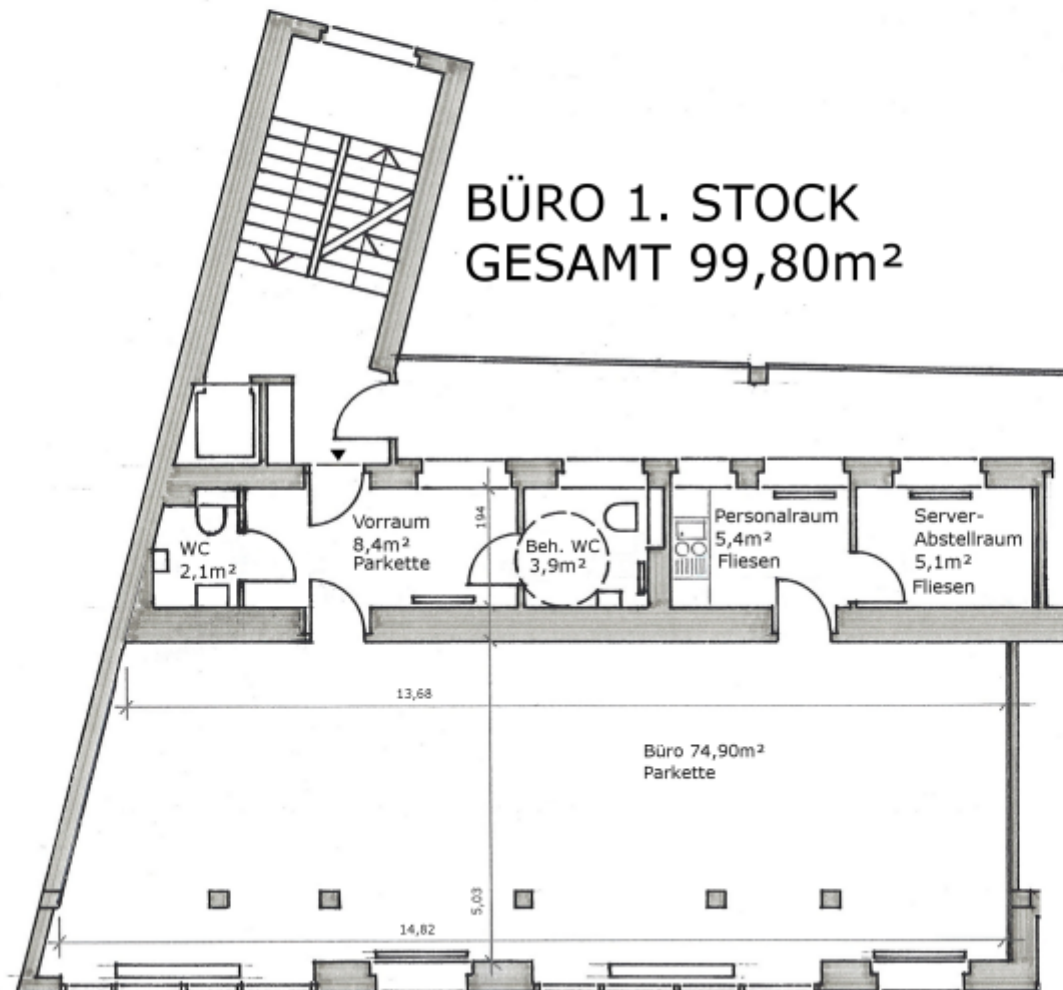 BÜRO 1. STOCK
GESAMT 99,80m²
WC
2,1m²
Vorraum
8,4m²
Parkette
194
Beh. WC
3,9m²
Personalraum
5,4m²
Fliesen
Server-
Abstellraum
5,1m²
Fliesen
13,68
Büro 74,90m²
Parkette
5,03
14,82